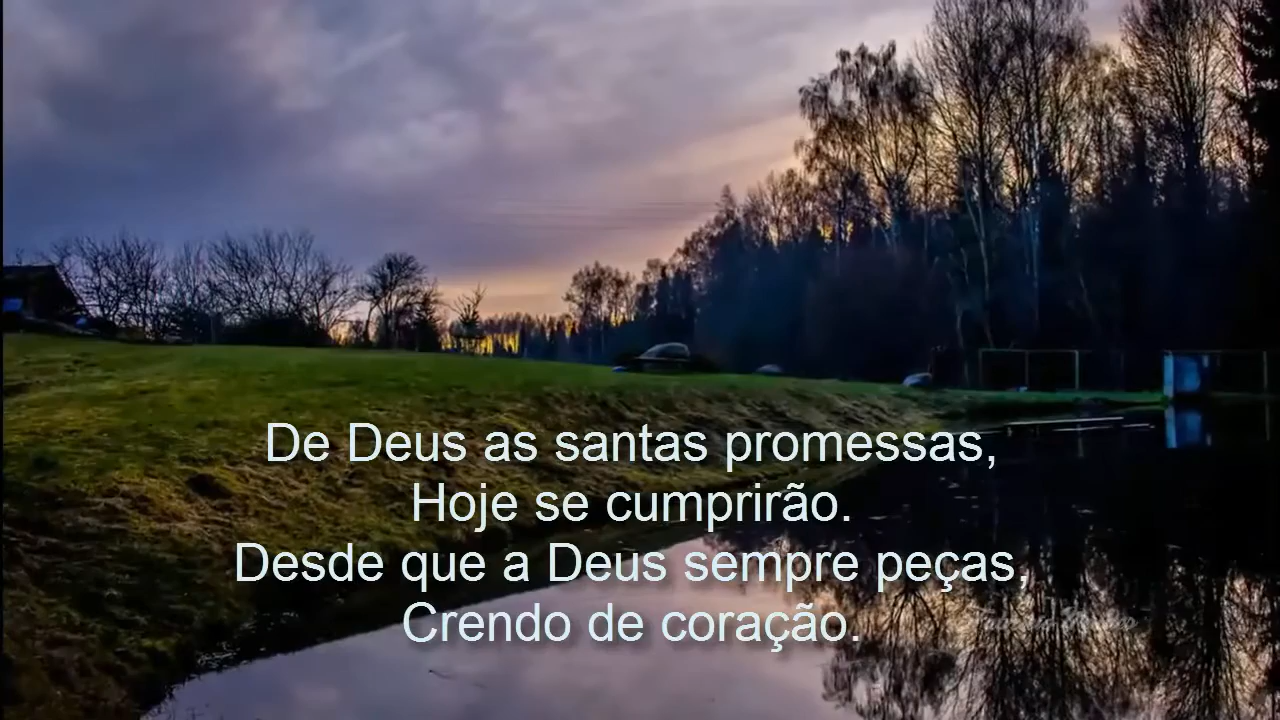 De Deus as santas promessas,
Hoje se cumprirão.
Desde que a Deus sempre peças,
Crendo de coração.